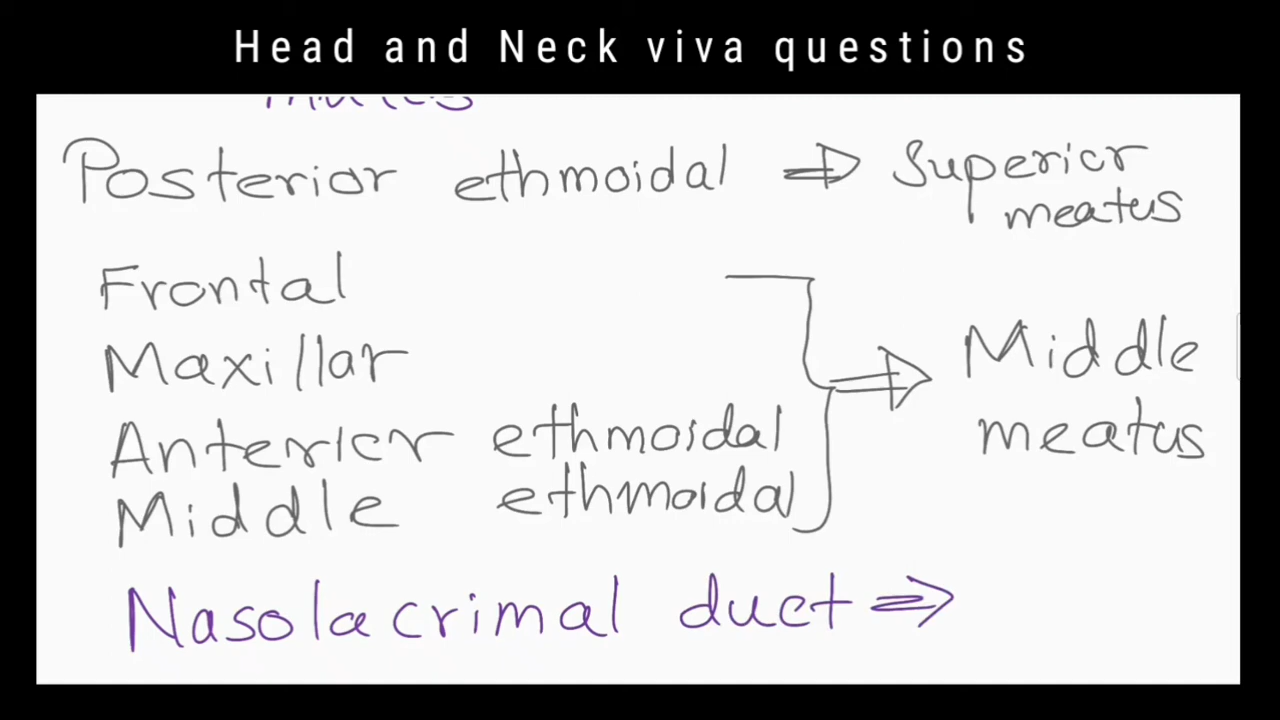 Head and Neck viva questions
Posterior ethmoidal ⇒ Superior
meatus
Frontal
Maxillar
Anterior ethmoidal
Middle ethmoidal
⇒ Middle
meatus
Nasolacrimal duct ⇒